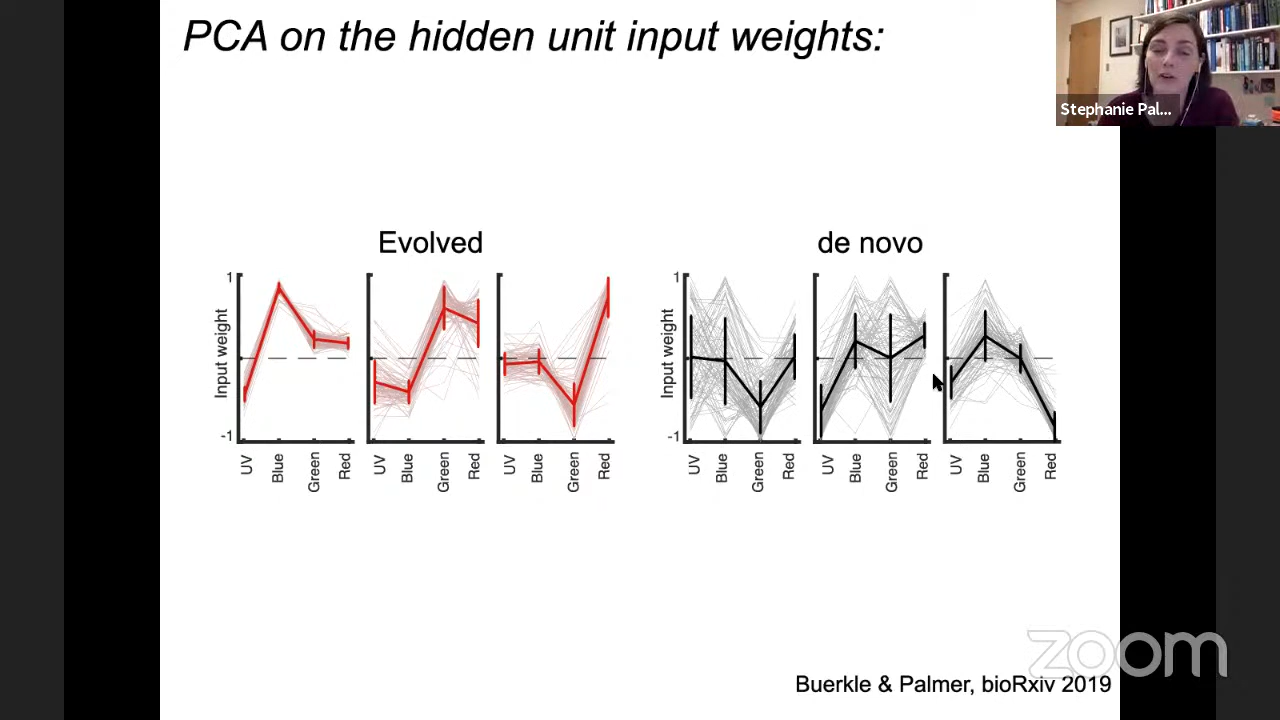 PCA on the hidden unit input weights:
Stephanie Pal...
Evolved
de novo
1
Input weight
-1
UV
Blue
Green
Red
UV
Blue
Green
Red
UV
Blue
Green
Red
1
Input weight
-1
UV
Blue
Green
Red
UV
Blue
Green
Red
UV
Blue
Green
Red
zoom
Buerkle & Palmer, bioRxiv 2019